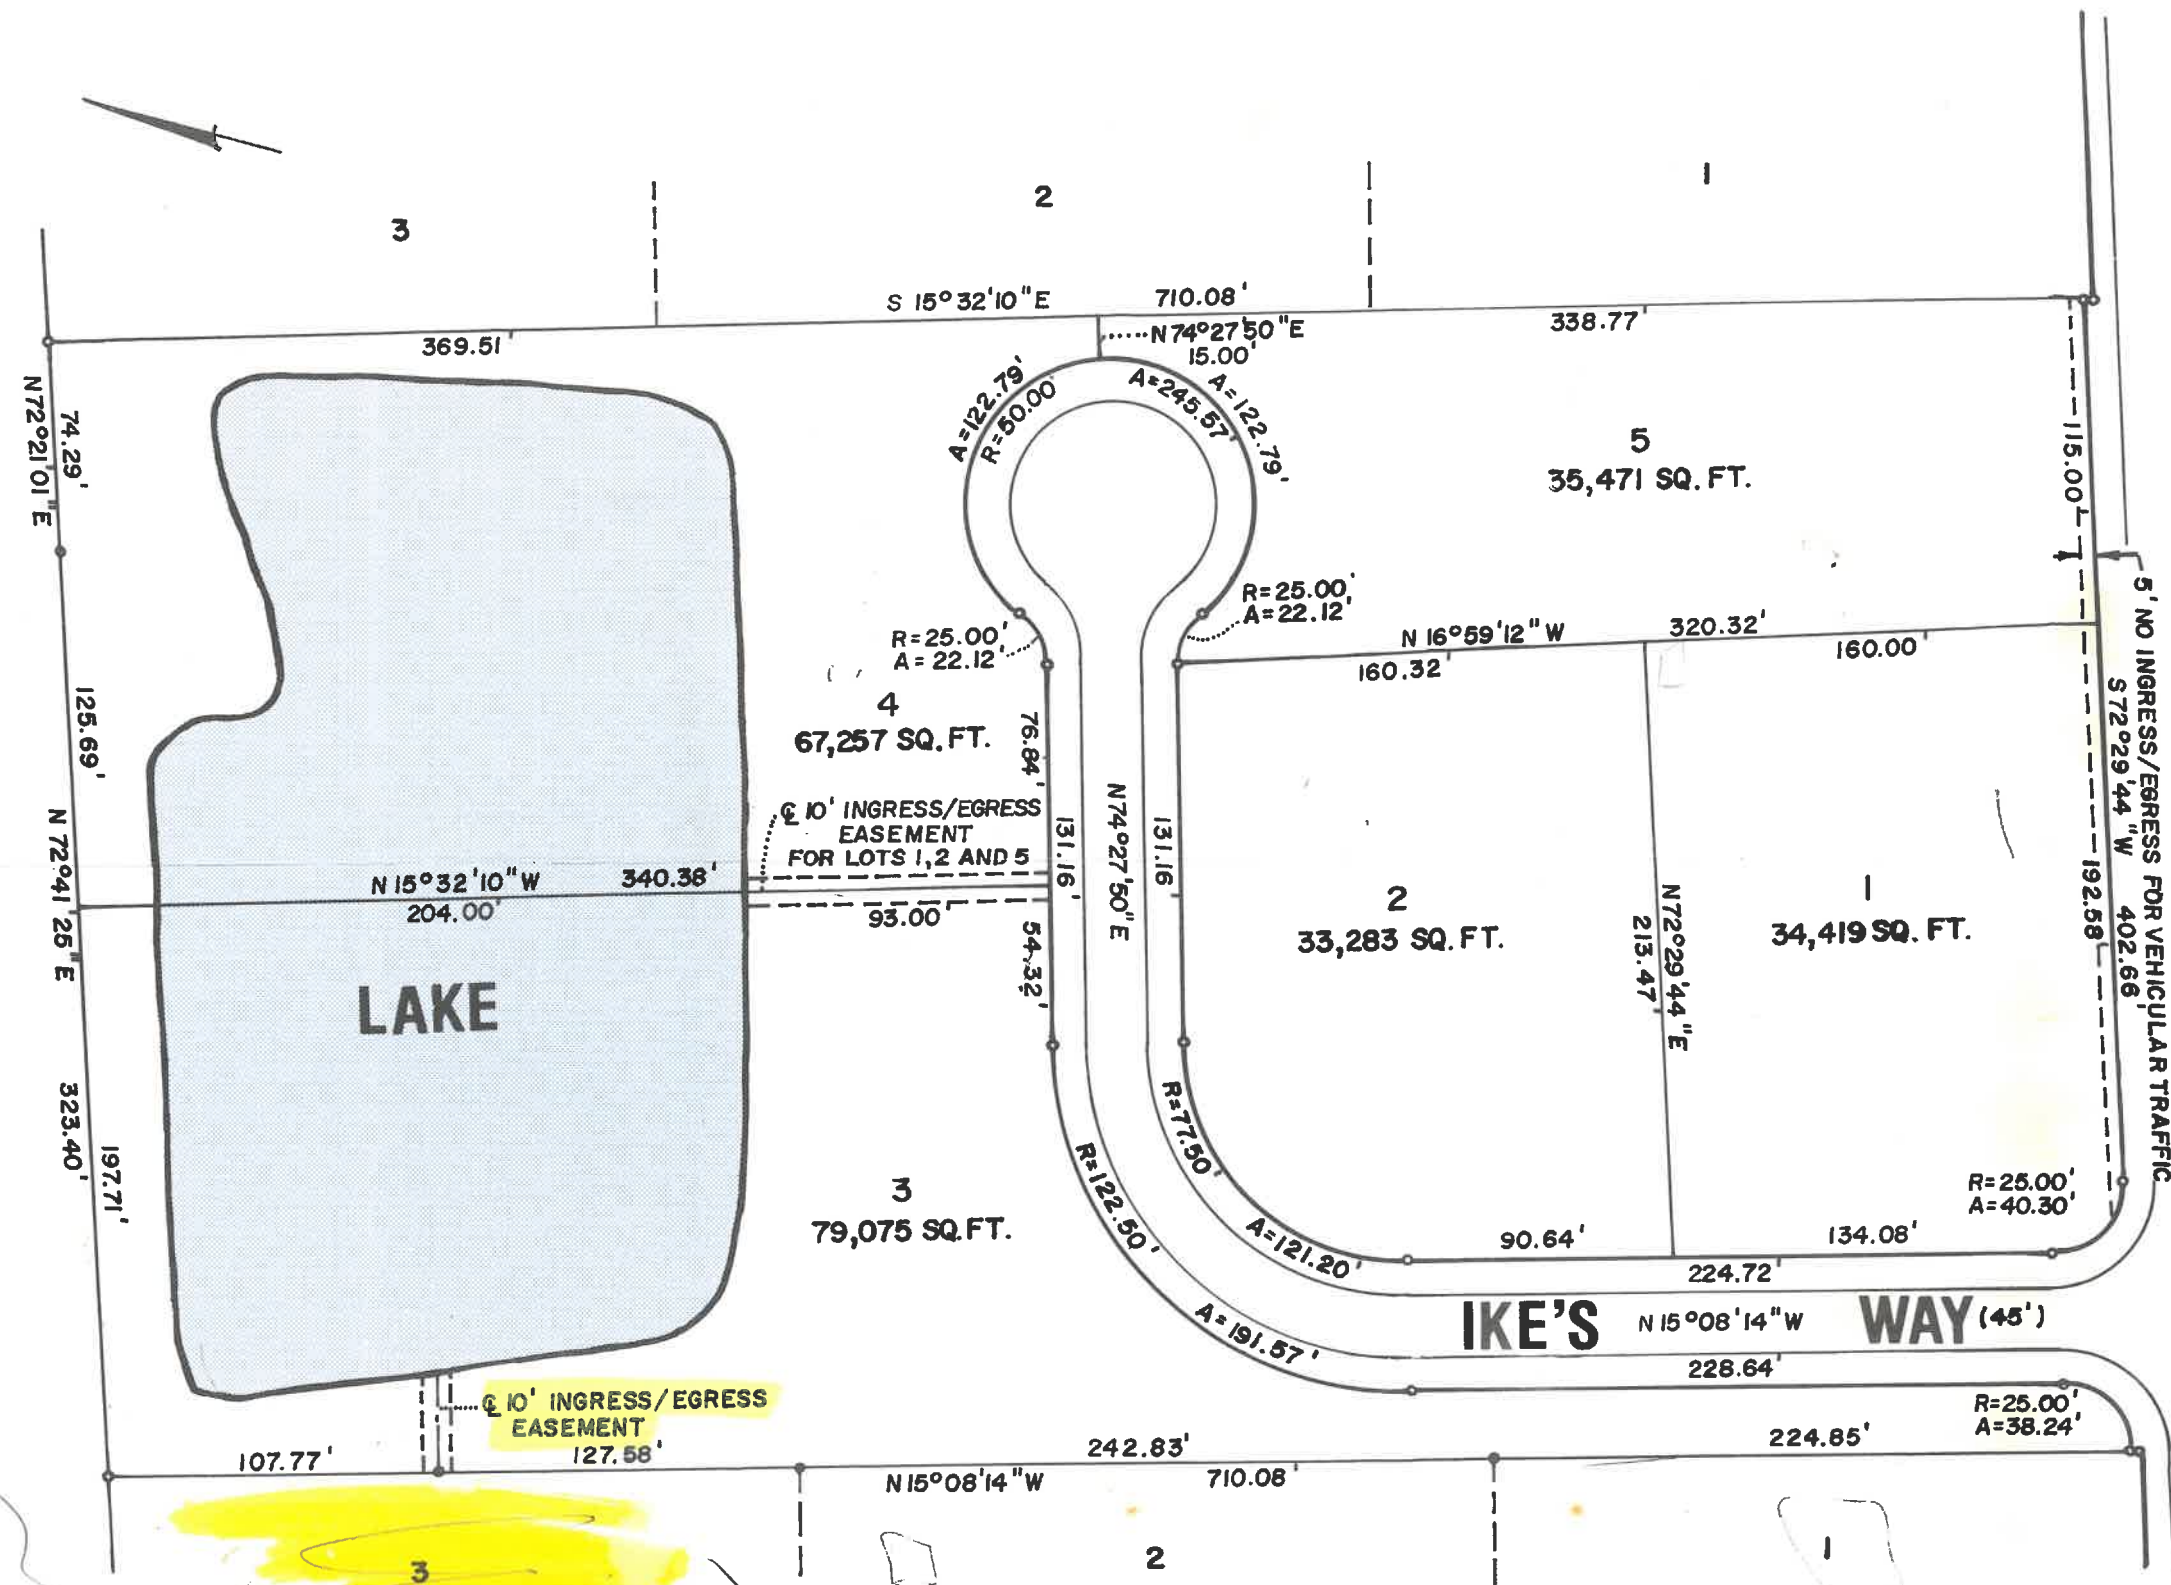 3
2
1
S 15°32'10"E
710.08'
369.51'
N74°27'50"E
15.00'
338.77'
A=122.79'
R=50.00'
A=245.57'
A=122.79'
N72°21'01"E
74.29'
125.69'
N 72°41'25"E
323.40'
197.71'
5
35,471 SQ. FT.
115.00'
R=25.00'
A=22.12'
R=25.00'
A=22.12'
N 16°59'12"W
320.32'
160.32'
160.00'
4
67,257 SQ. FT.
76.84'
℄ 10' INGRESS/EGRESS
EASEMENT
FOR LOTS 1,2 AND 5
N 15°32'10"W
340.38'
204.00'
93.00'
54.32'
131.16'
N74°27'50"E
131.16'
LAKE
2
33,283 SQ. FT.
N72°29'44"E
213.47'
1
34,419 SQ. FT.
192.58'
S72°29'44"W 402.66'
5' NO INGRESS/EGRESS FOR VEHICULAR TRAFFIC
3
79,075 SQ. FT.
R=122.50'
A=191.57'
R=77.50'
A=121.20'
R=25.00'
A=40.30'
90.64'
134.08'
224.72'
IKE'S WAY (45')
N 15°08'14"W
228.64'
R=25.00'
A=38.24'
℄ 10' INGRESS/EGRESS
EASEMENT
107.77'
127.58'
242.83'
224.85'
N15°08'14"W
710.08'
3
2
1